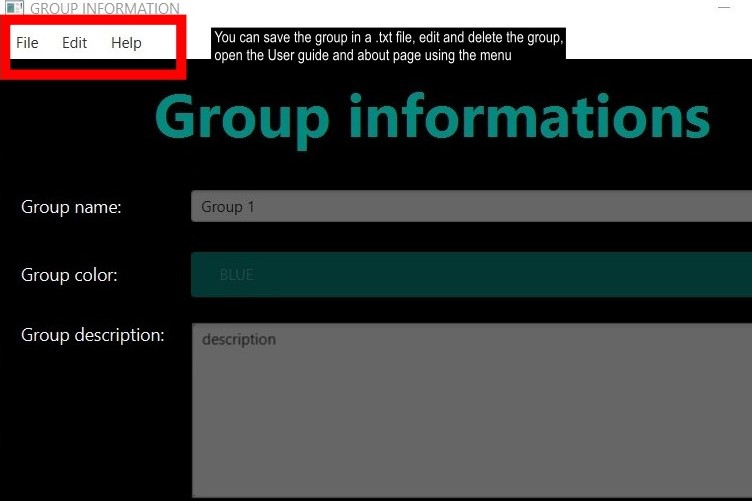 GROUP INFORMATION
File Edit Help
You can save the group in a .txt file, edit and delete the group,
open the User guide and about page using the menu
Group informations
Group name: Group 1
Group color: BLUE
Group description: description